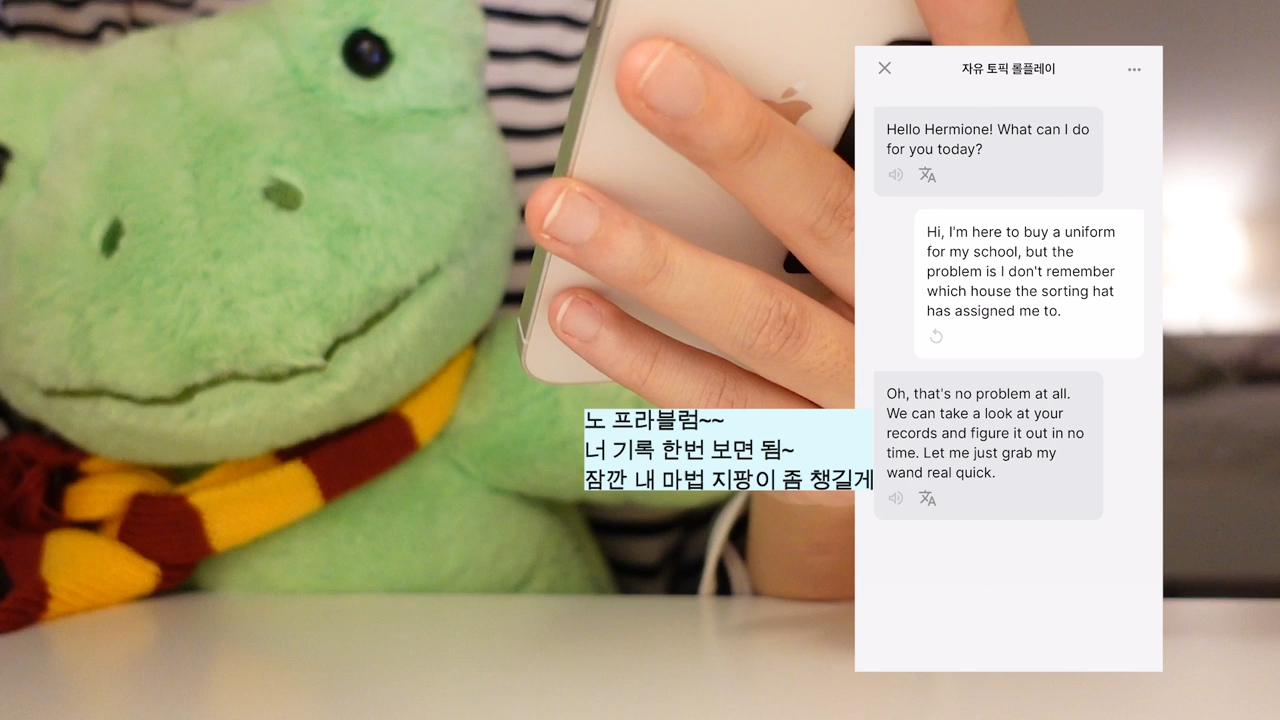 자유 토픽 롤플레이
Hello Hermione! What can I do
for you today?
Hi, I'm here to buy a uniform
for my school, but the
problem is I don't remember
which house the sorting hat
has assigned me to.
노 프라블럼~~
너 기록 한번 보면 됨~
잠깐 내 마법 지팡이 좀 챙길게
Oh, that's no problem at all.
We can take a look at your
records and figure it out in no
time. Let me just grab my
wand real quick.